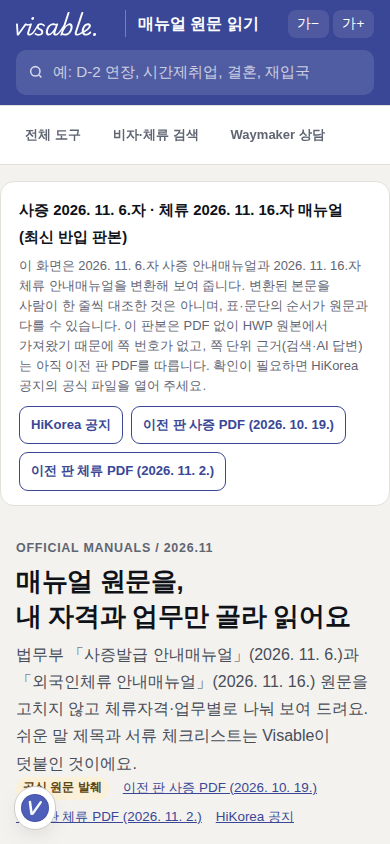 visable.
매뉴얼 원문 읽기
가−
가+
예: D-2 연장, 시간제취업, 결혼, 재입국
전체 도구
비자·체류 검색
Waymaker 상담
사증 2026. 11. 6.자 · 체류 2026. 11. 16.자 매뉴얼
(최신 반입 판본)
이 화면은 2026. 11. 6.자 사증 안내매뉴얼과 2026. 11. 16.자
체류 안내매뉴얼을 변환해 보여 줍니다. 변환된 본문을
사람이 한 줄씩 대조한 것은 아니며, 표·문단의 순서가 원문과
다를 수 있습니다. 이 판본은 PDF 없이 HWP 원본에서
가져왔기 때문에 쪽 번호가 없고, 쪽 단위 근거(검색·AI 답변)
는 아직 이전 판 PDF를 따릅니다. 확인이 필요하면 HiKorea
공지의 공식 파일을 열어 주세요.
HiKorea 공지
이전 판 사증 PDF (2026. 10. 19.)
이전 판 체류 PDF (2026. 11. 2.)
OFFICIAL MANUALS / 2026.11
매뉴얼 원문을,
내 자격과 업무만 골라 읽어요
법무부 「사증발급 안내매뉴얼」(2026. 11. 6.)과
「외국인체류 안내매뉴얼」(2026. 11. 16.) 원문을
고치지 않고 체류자격·업무별로 나눠 보여 드려요.
쉬운 말 제목과 서류 체크리스트는 Visable이
덧붙인 것이에요.
원문 발췌
이전 판 사증 PDF (2026. 10. 19.)
체류 PDF (2026. 11. 2.)
HiKorea 공지
V